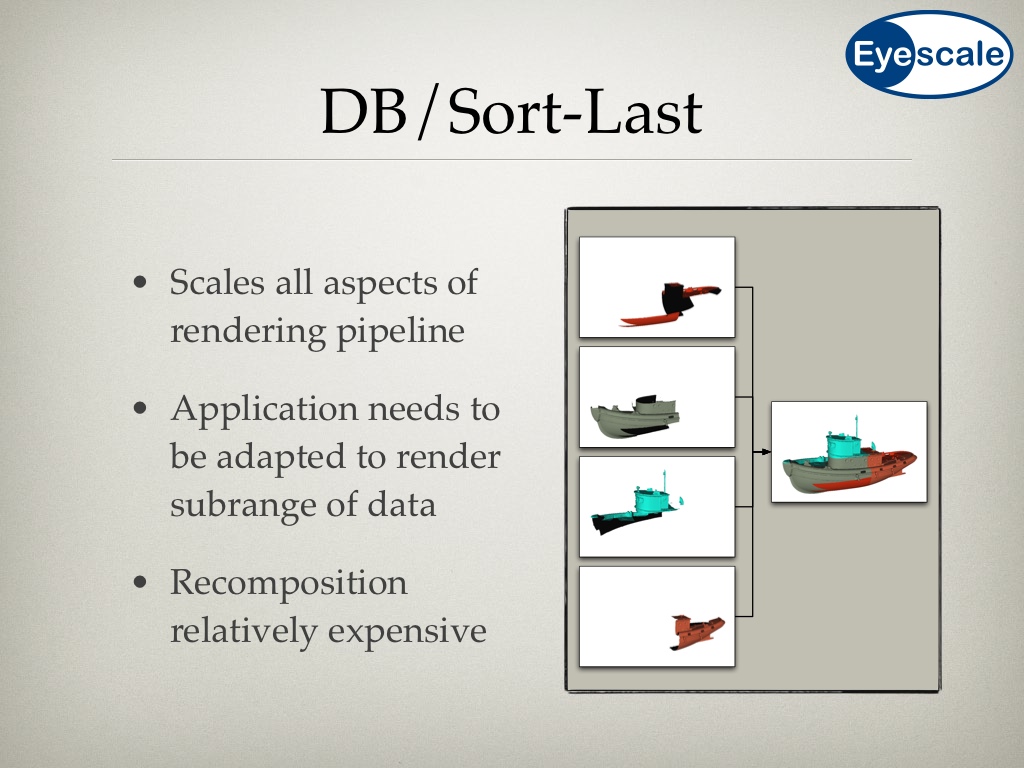 Eyescale
DB/Sort-Last
• Scales all aspects of
rendering pipeline
• Application needs to
be adapted to render
subrange of data
• Recomposition
relatively expensive